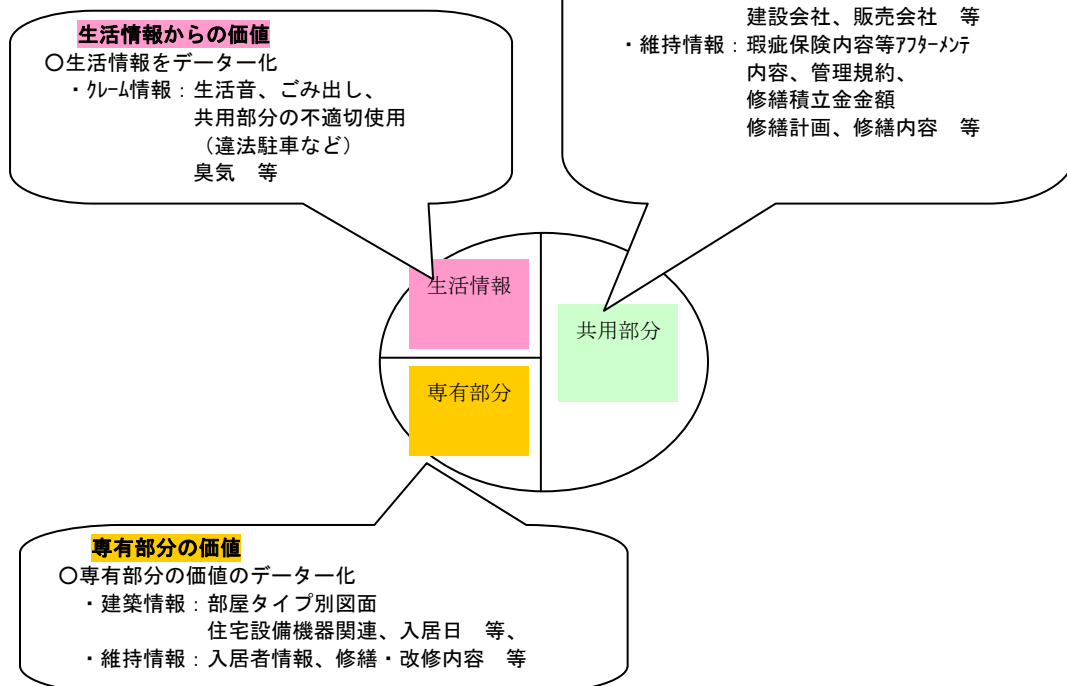 生活情報からの価値
〇生活情報をデーター化
・ｸﾚｰﾑ情報：生活音、ごみ出し、
共用部分の不適切使用
（違法駐車など）
臭気　等
建設会社、販売会社　等
・維持情報：瑕疵保険内容等ｱﾌﾀｰﾒﾝﾃ
内容、管理規約、
修繕積立金金額
修繕計画、修繕内容　等
生活情報
共用部分
専有部分
専有部分の価値
〇専有部分の価値のデーター化
・建築情報：部屋タイプ別図面
住宅設備機器関連、入居日　等、
・維持情報：入居者情報、修繕・改修内容　等